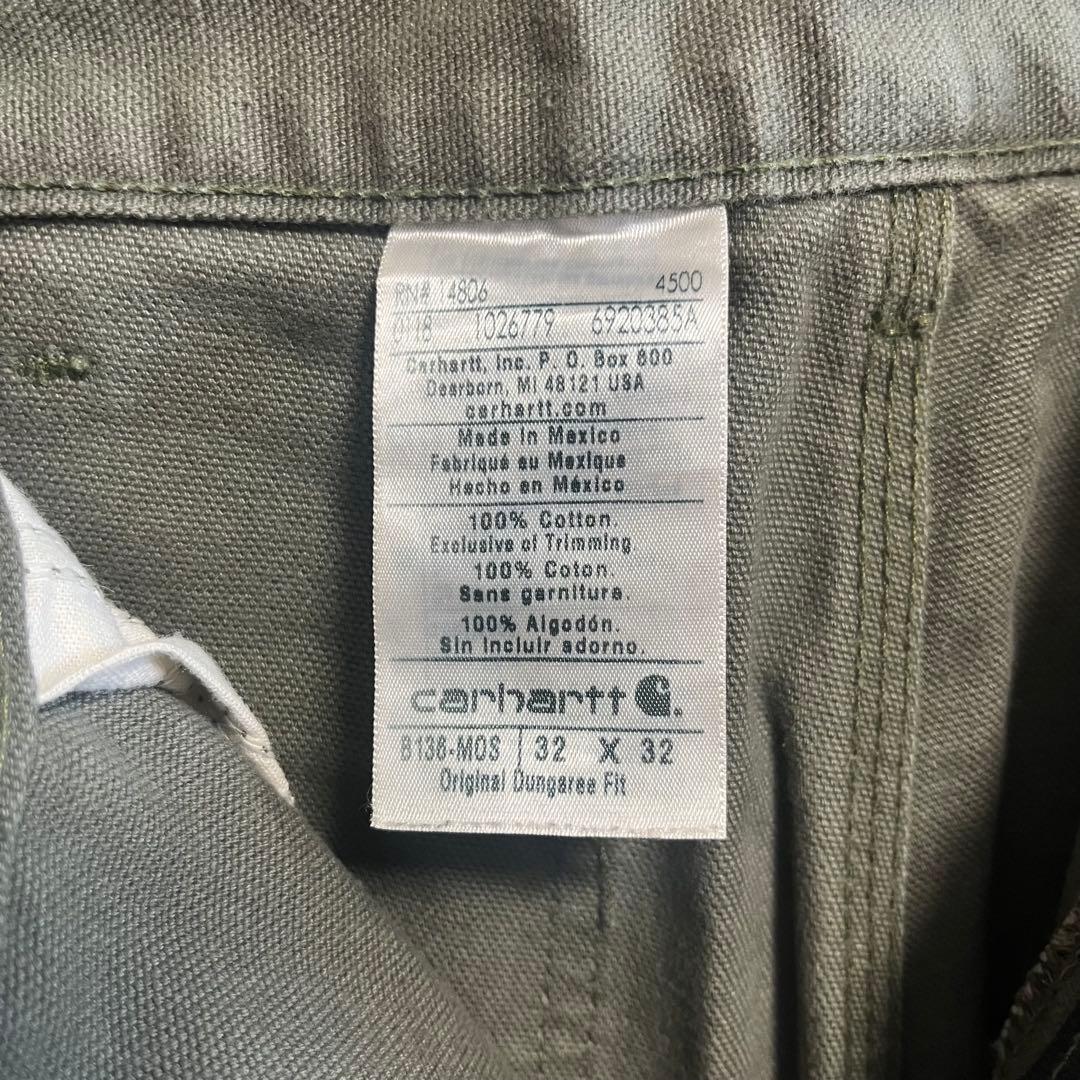 RN# 14806 4500
0118 1026779 6920385A
Carhartt, Inc. P. O. Box 600
Dearborn, MI 48121 USA
carhartt.com
Made in Mexico
Fabriqué au Mexique
Hecho en México
100% Cotton.
Exclusive of Trimming
100% Coton.
Sans garniture.
100% Algodón.
Sin incluir adorno.
carhartt
B136-MOS 32 X 32
Original Dungaree Fit